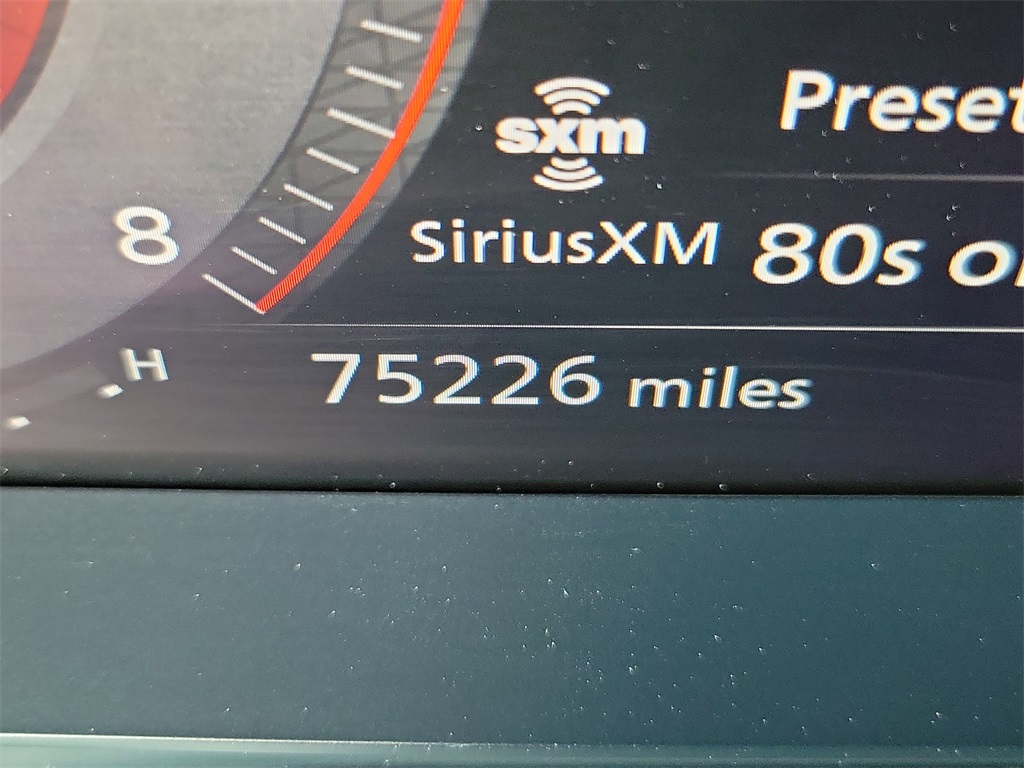 sxm
Preset
SiriusXM 80s o
8
H
75226 miles